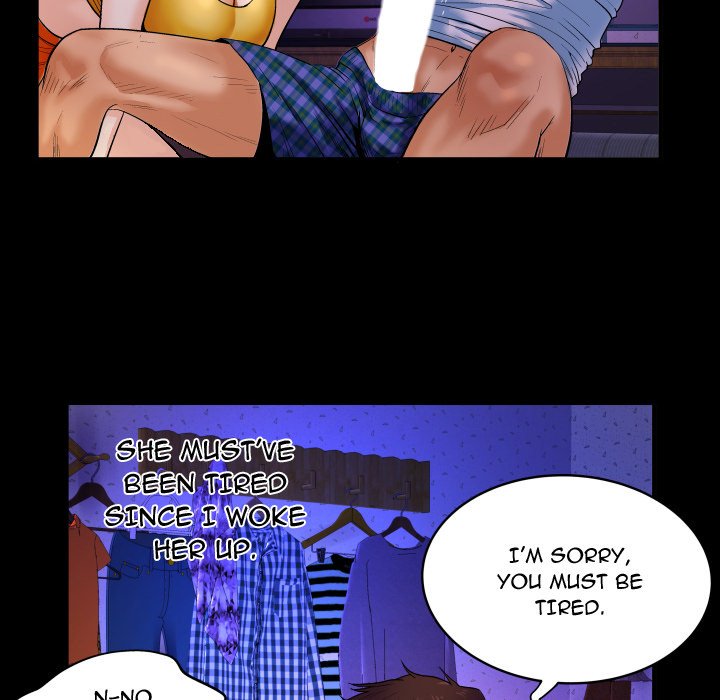 SHE MUST'VE
BEEN TIRED
SINCE I WOKE
HER UP.
I'M SORRY,
YOU MUST BE
TIRED.
N-NO